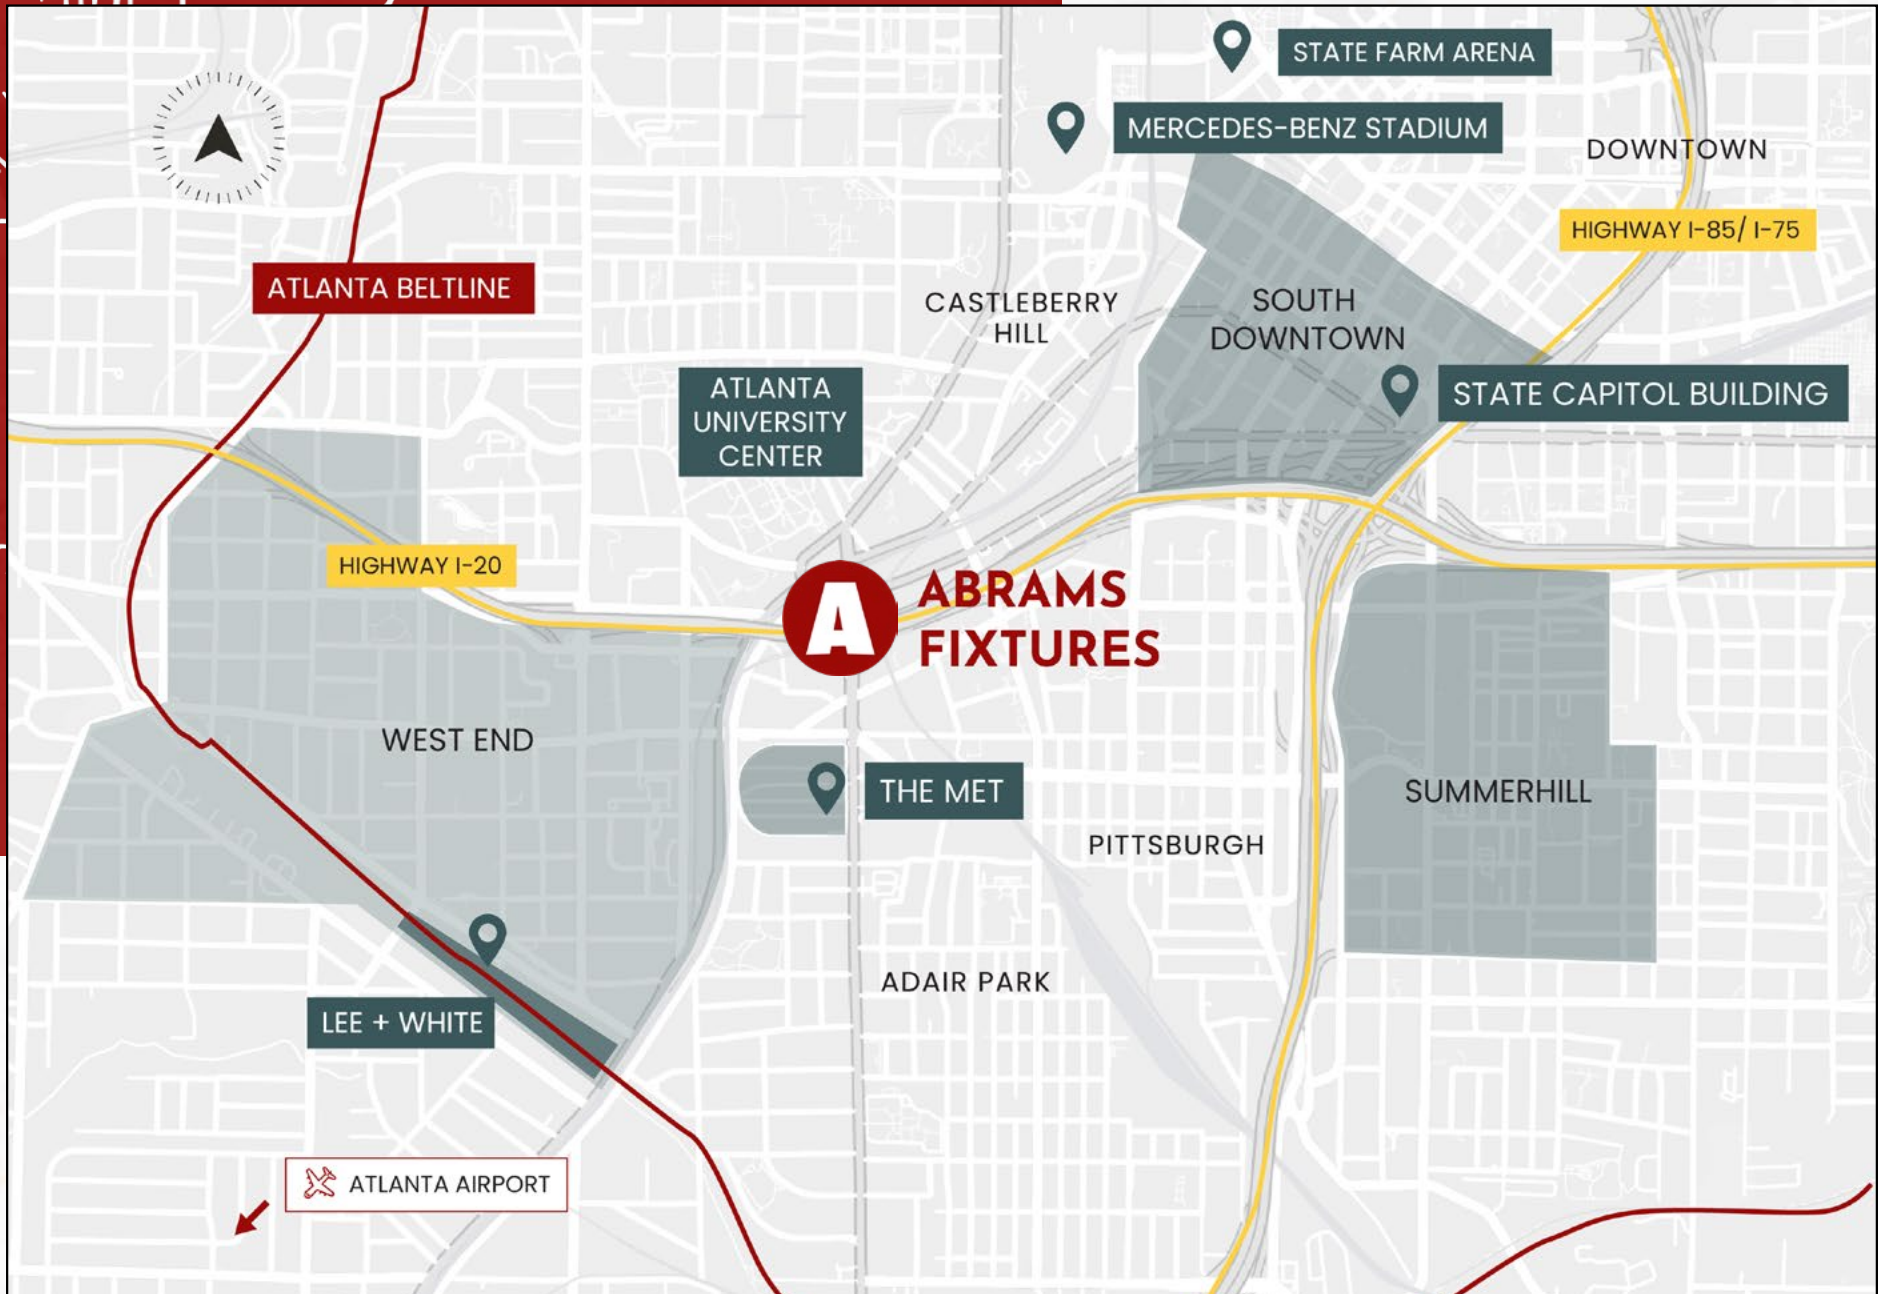 STATE FARM ARENA
MERCEDES-BENZ STADIUM
DOWNTOWN
HIGHWAY I-85/ I-75
ATLANTA BELTLINE
CASTLEBERRY
HILL
SOUTH
DOWNTOWN
ATLANTA
UNIVERSITY
CENTER
STATE CAPITOL BUILDING
HIGHWAY I-20
A
ABRAMS
FIXTURES
WEST END
THE MET
SUMMERHILL
PITTSBURGH
ADAIR PARK
LEE + WHITE
ATLANTA AIRPORT